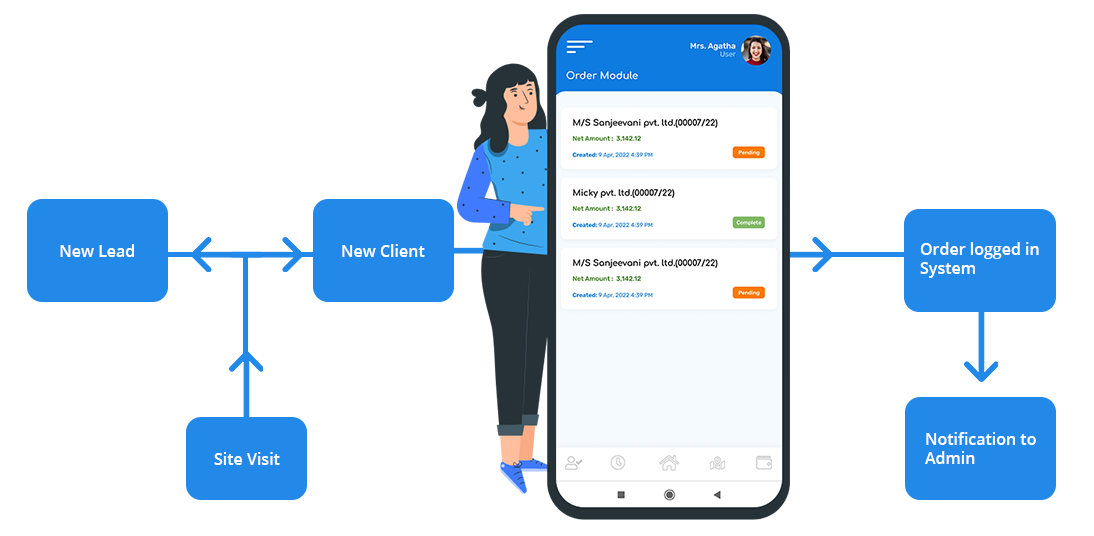 Mrs. Agatha
User
Order Module
M/S Sanjeevani pvt. ltd.(00007/22)
Net Amount : 3,142.12
Created: 9 Apr, 2022 4:39 PM
Pending
Micky pvt. ltd.(00007/22)
Net Amount : 3,142.12
Created: 9 Apr, 2022 4:39 PM
Complete
M/S Sanjeevani pvt. ltd.(00007/22)
Net Amount : 3,142.12
Created: 9 Apr, 2022 4:39 PM
Pending
New Lead
New Client
Site Visit
Order logged in
System
Notification to
Admin